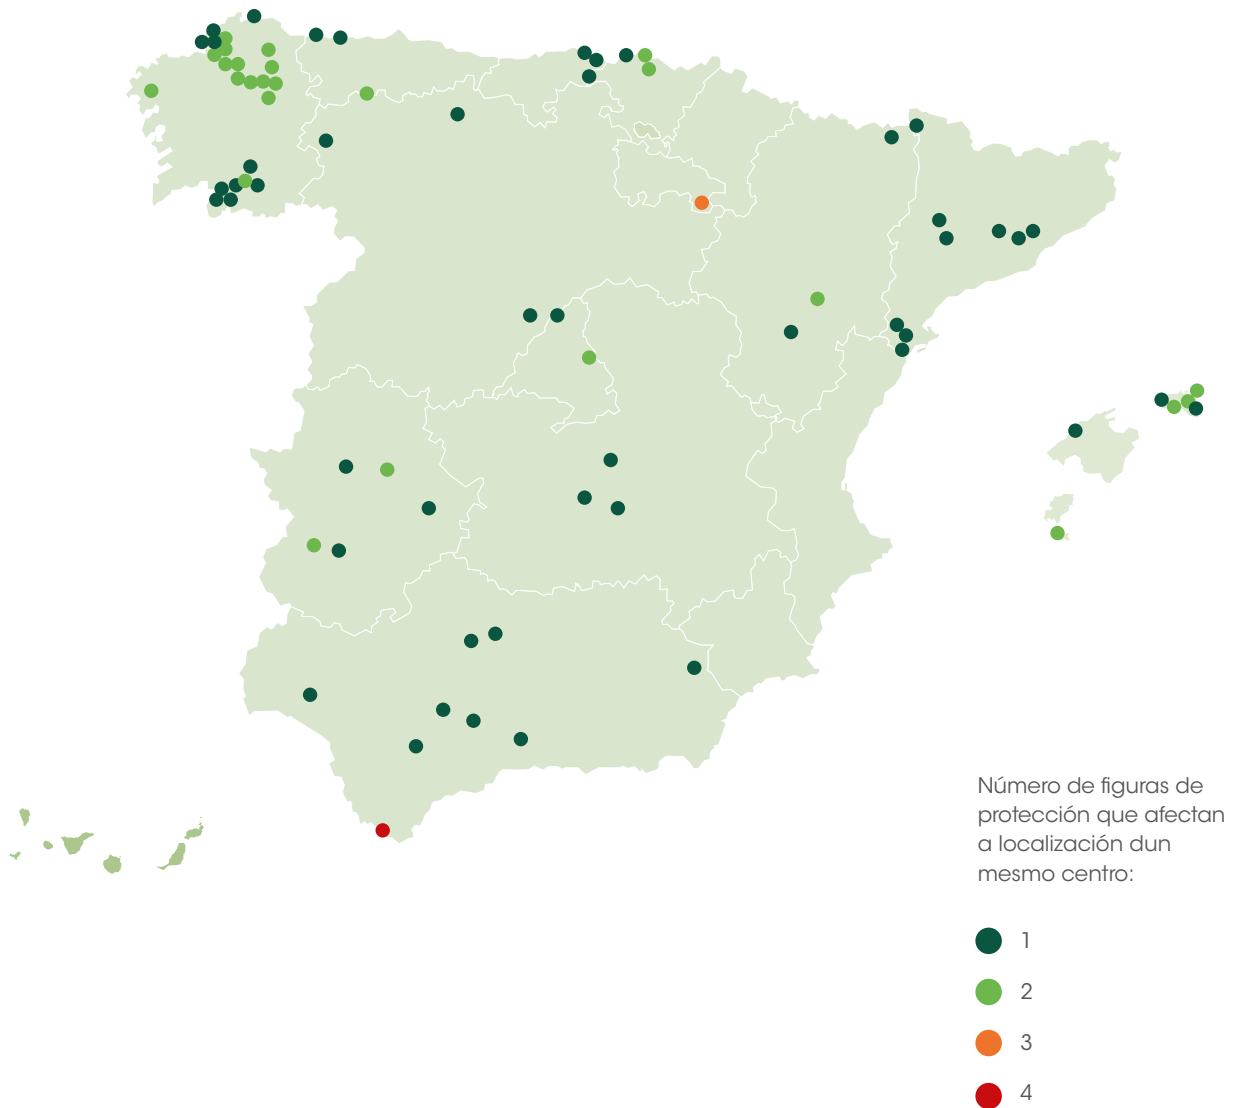 Número de figuras de
protección que afectan
a localización dun
mesmo centro:
1
2
3
4